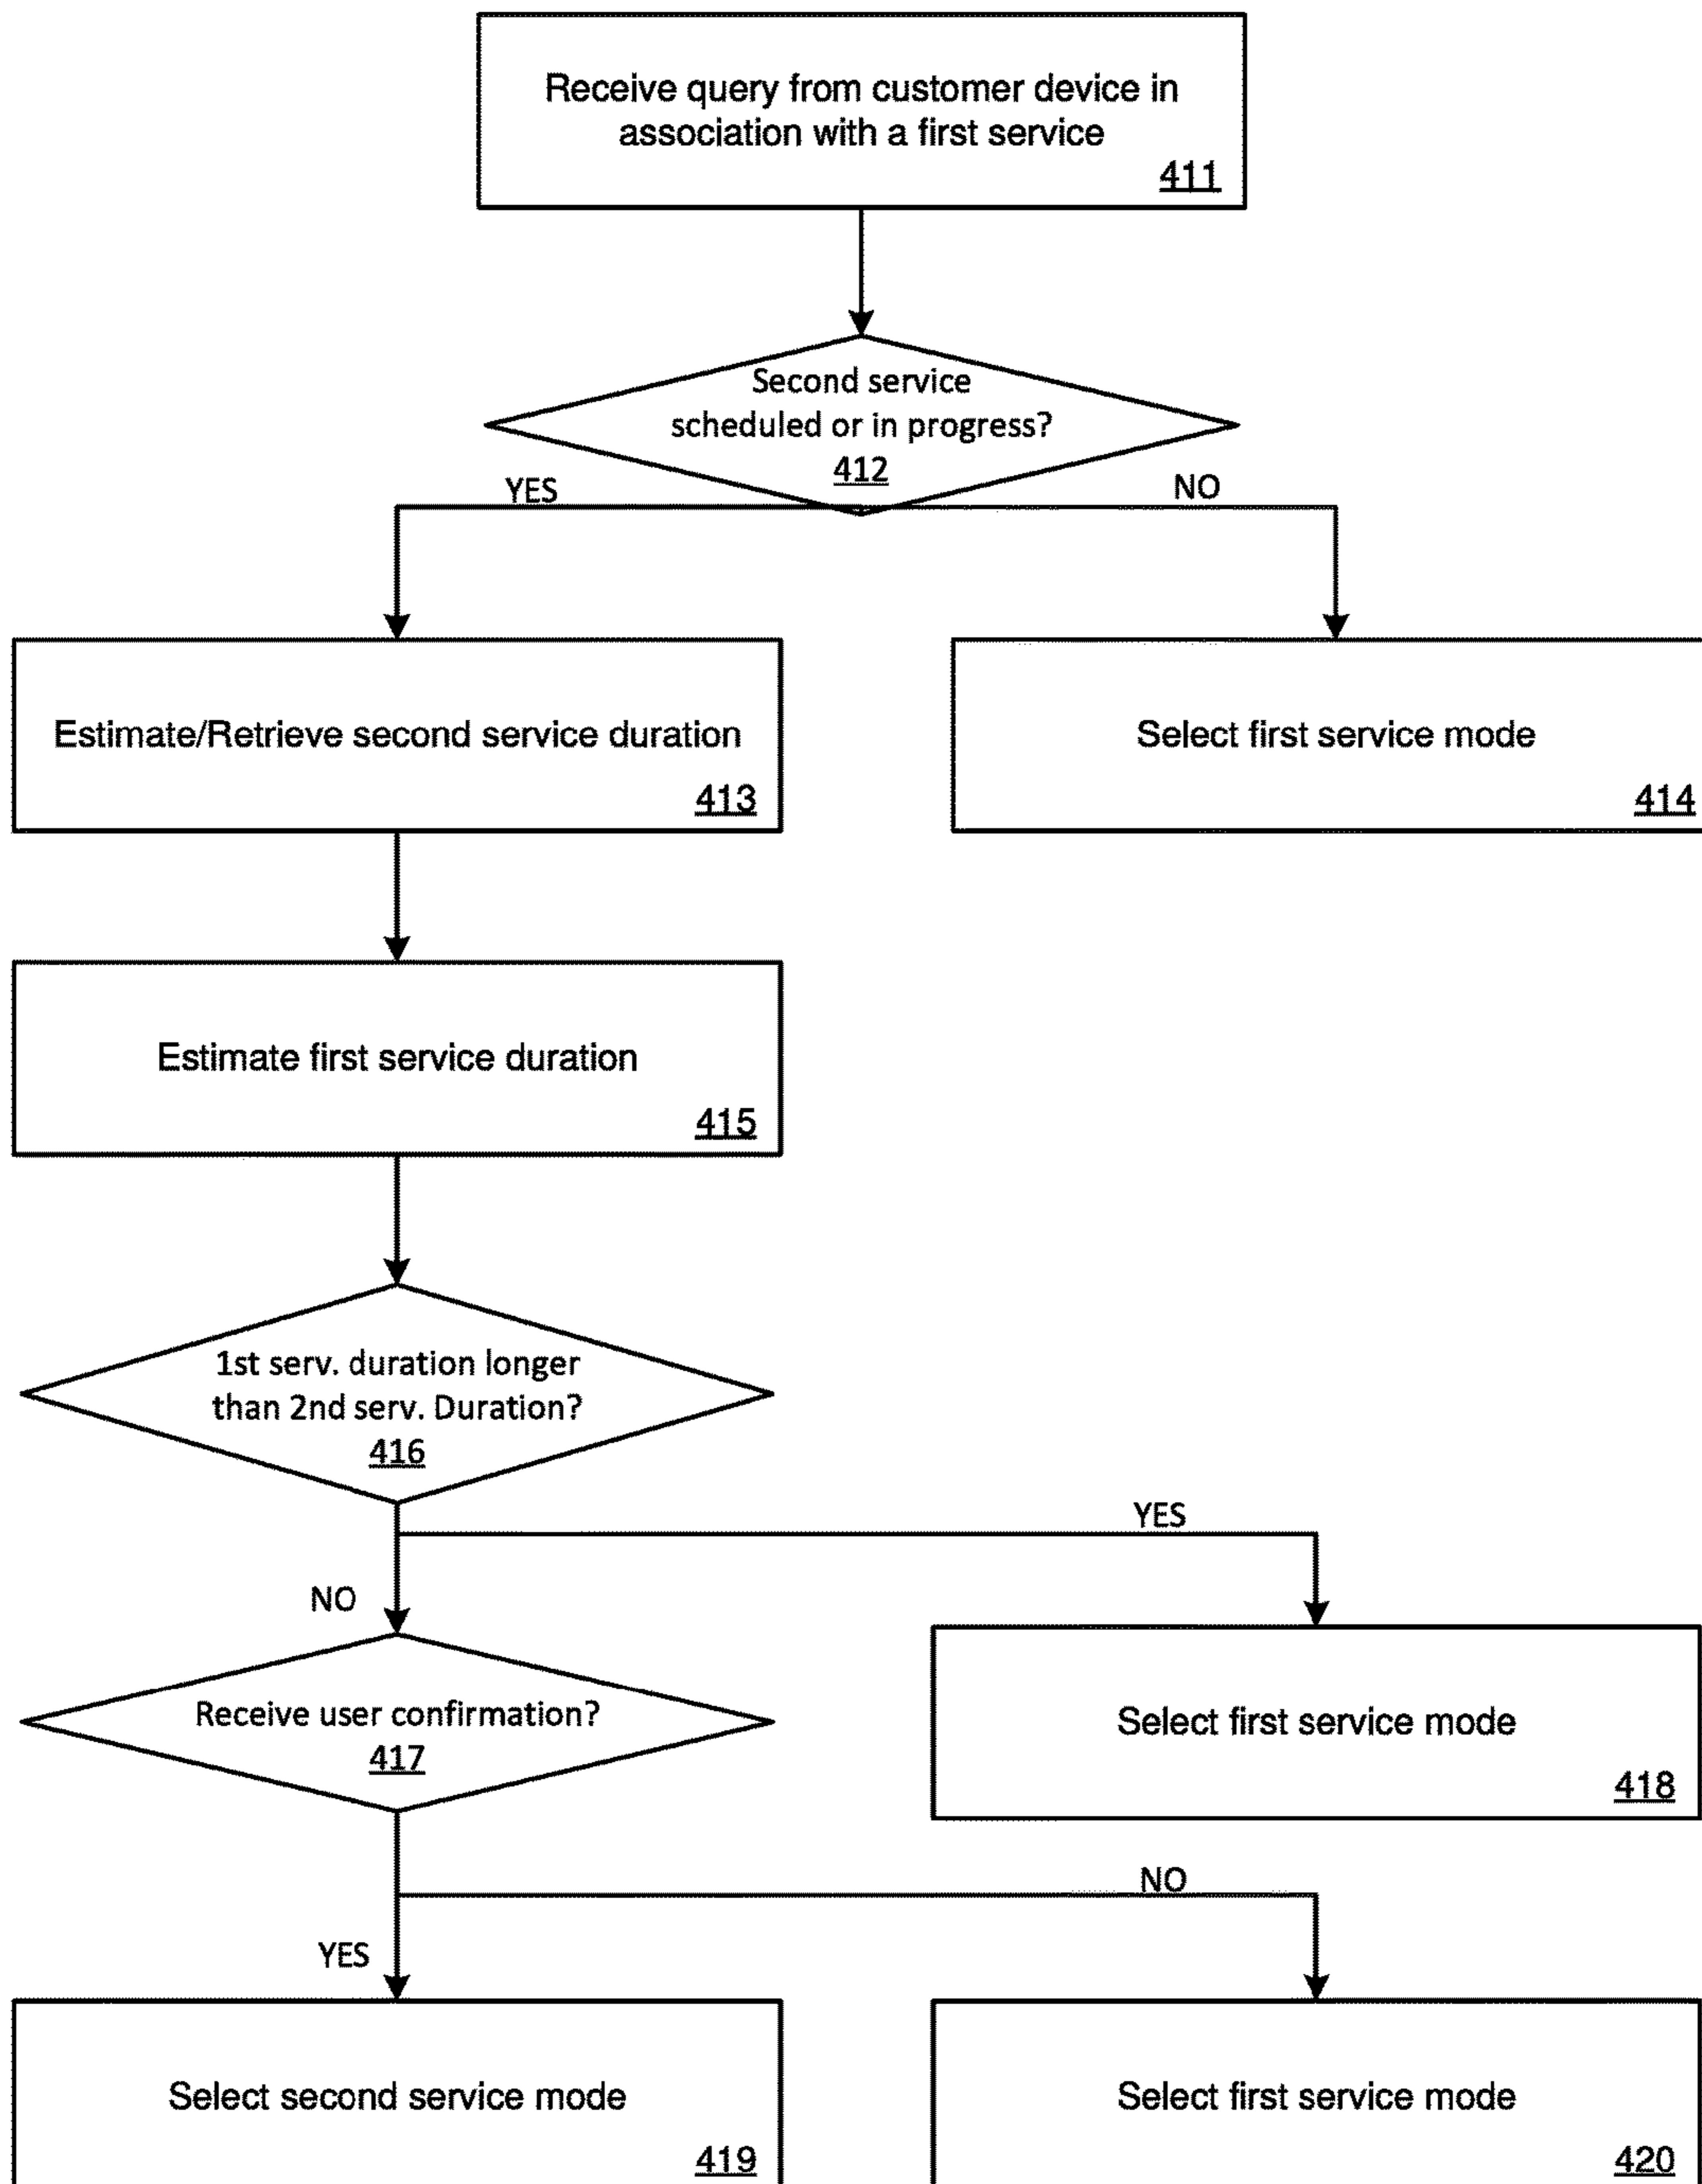 Receive query from customer device in
association with a first service
411
Second service
scheduled or in progress?
412
YES
NO
Estimate/Retrieve second service duration
413
Select first service mode
414
Estimate first service duration
415
1st serv. duration longer
than 2nd serv. Duration?
416
YES
NO
Receive user confirmation?
417
Select first service mode
418
NO
YES
Select second service mode
419
Select first service mode
420